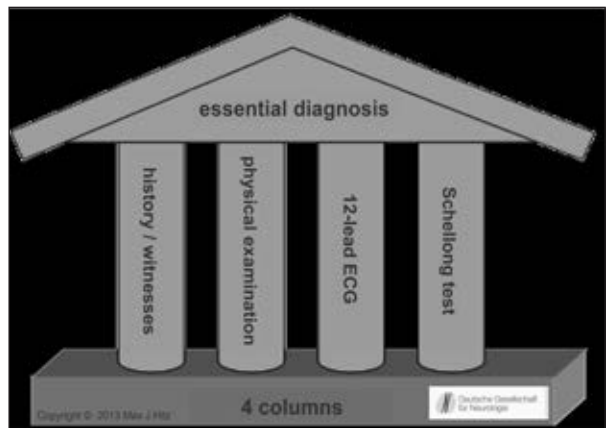 essential diagnosis
history / witnesses
physical examination
12-lead ECG
Schellong test
4 columns
Copyright © 2013 Max J Hilz
Deutsche Gesellschaft
für Neurologie